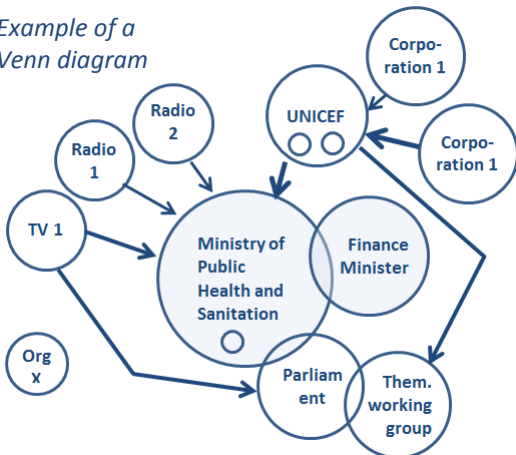 Example of a
Venn diagram
Corpo-
ration 1
Radio
2
UNICEF
Corpo-
ration 1
Radio
1
TV 1
Ministry of
Public
Health and
Sanitation
Finance
Minister
Org
x
Parliam
ent
Them.
working
group